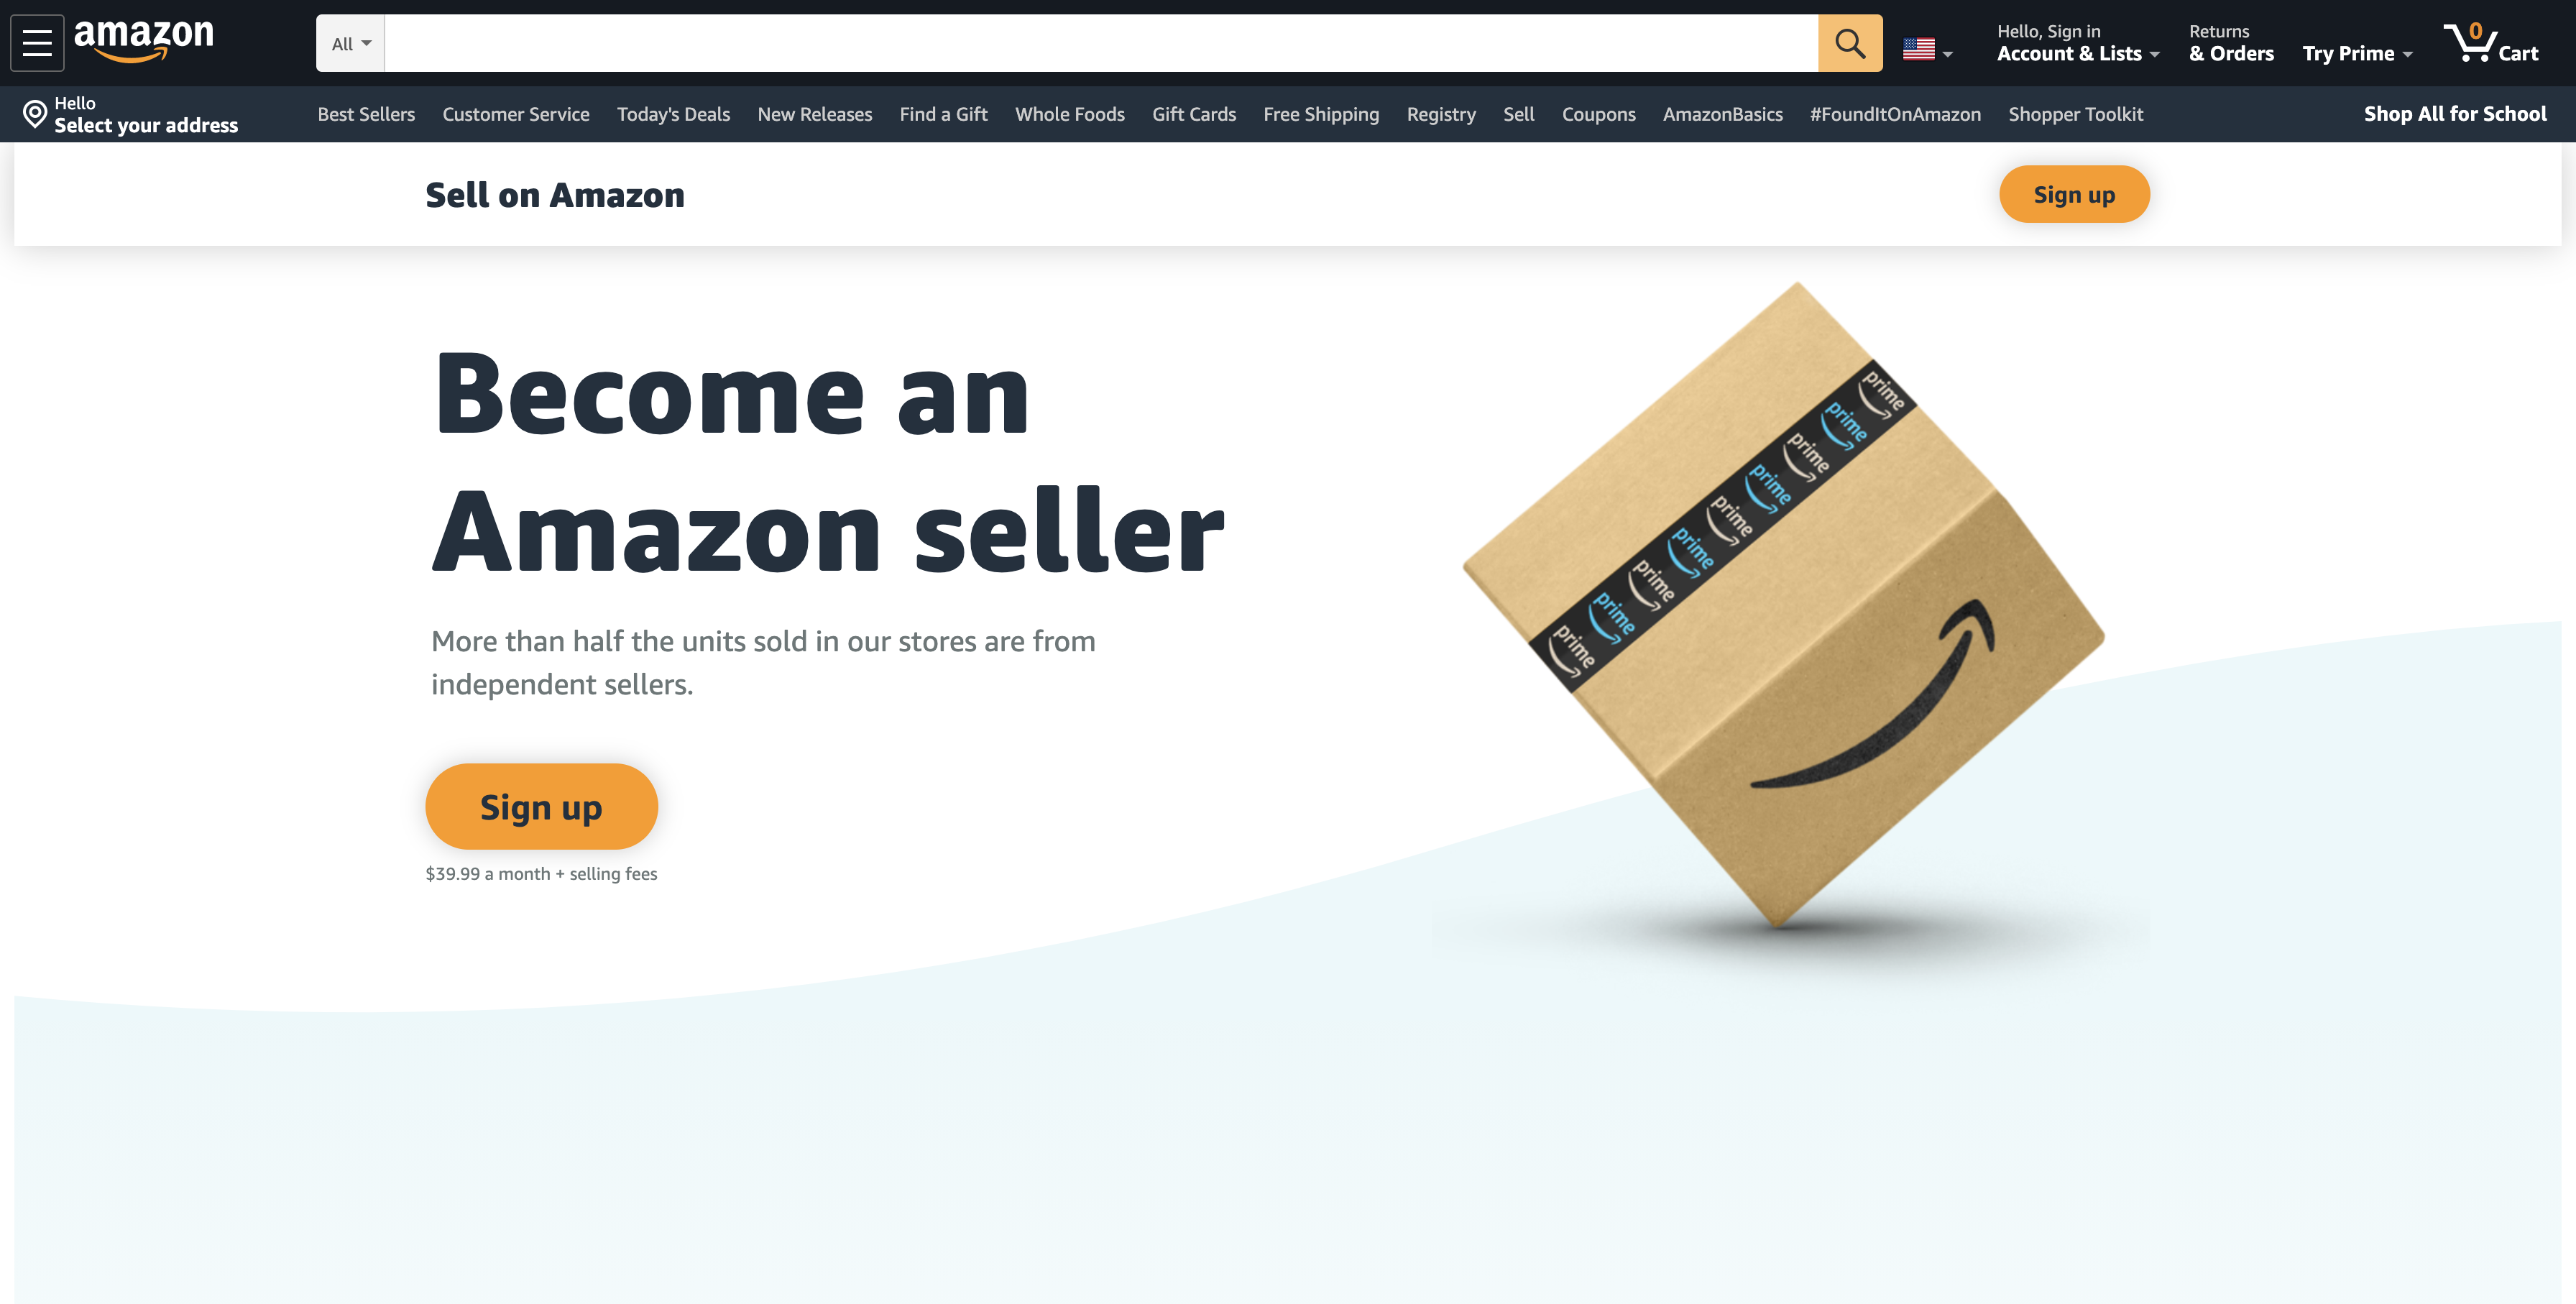 amazon
All
Hello, Sign in
Account & Lists
Returns
& Orders
Try Prime
0
Cart
Hello
Select your address
Best Sellers
Customer Service
Today's Deals
New Releases
Find a Gift
Whole Foods
Gift Cards
Free Shipping
Registry
Sell
Coupons
AmazonBasics
#FoundItOnAmazon
Shopper Toolkit
Shop All for School
Sell on Amazon
Sign up
Become an
Amazon seller
More than half the units sold in our stores are from
independent sellers.
Sign up
$39.99 a month + selling fees
prime
prime
prime
prime
prime
prime
prime
prime
prime